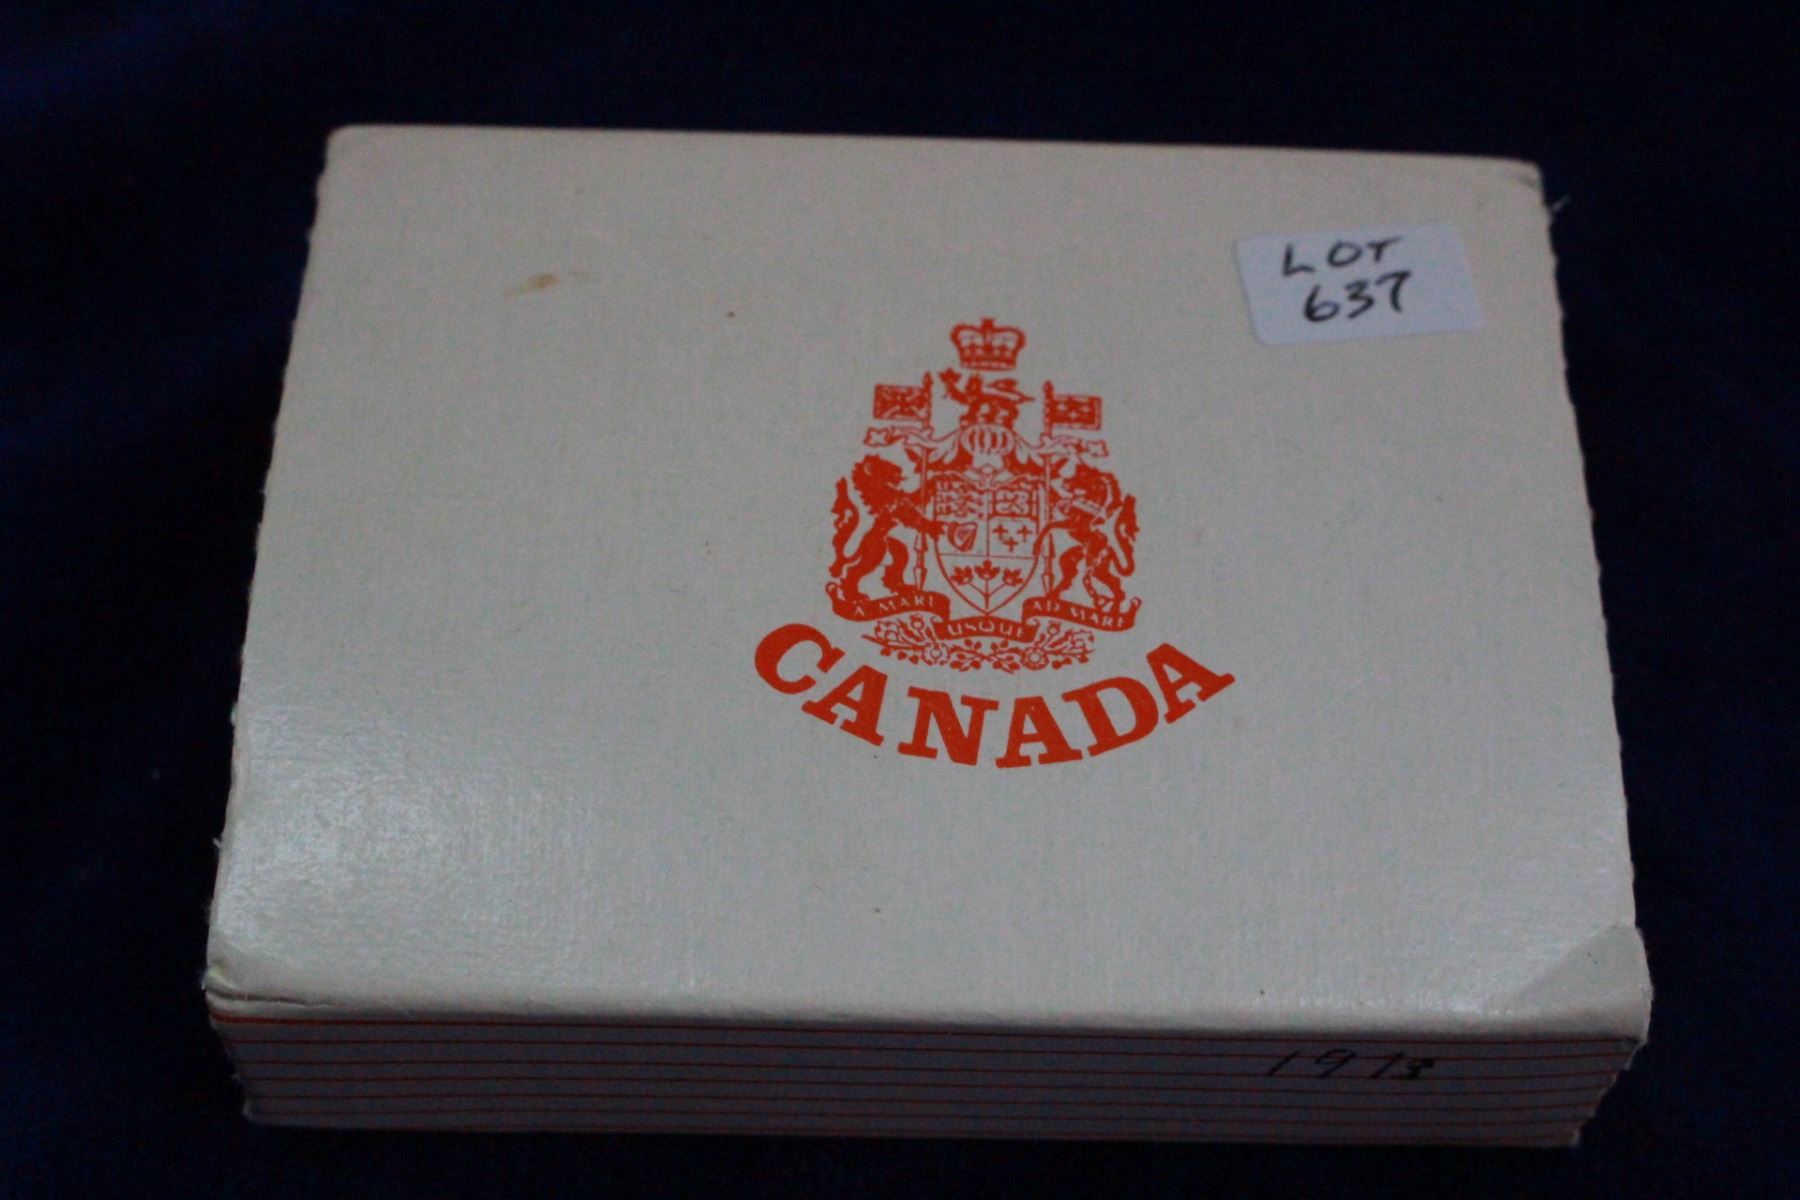 LOT
637
A MARI USQUE AD MARE
CANADA
1973